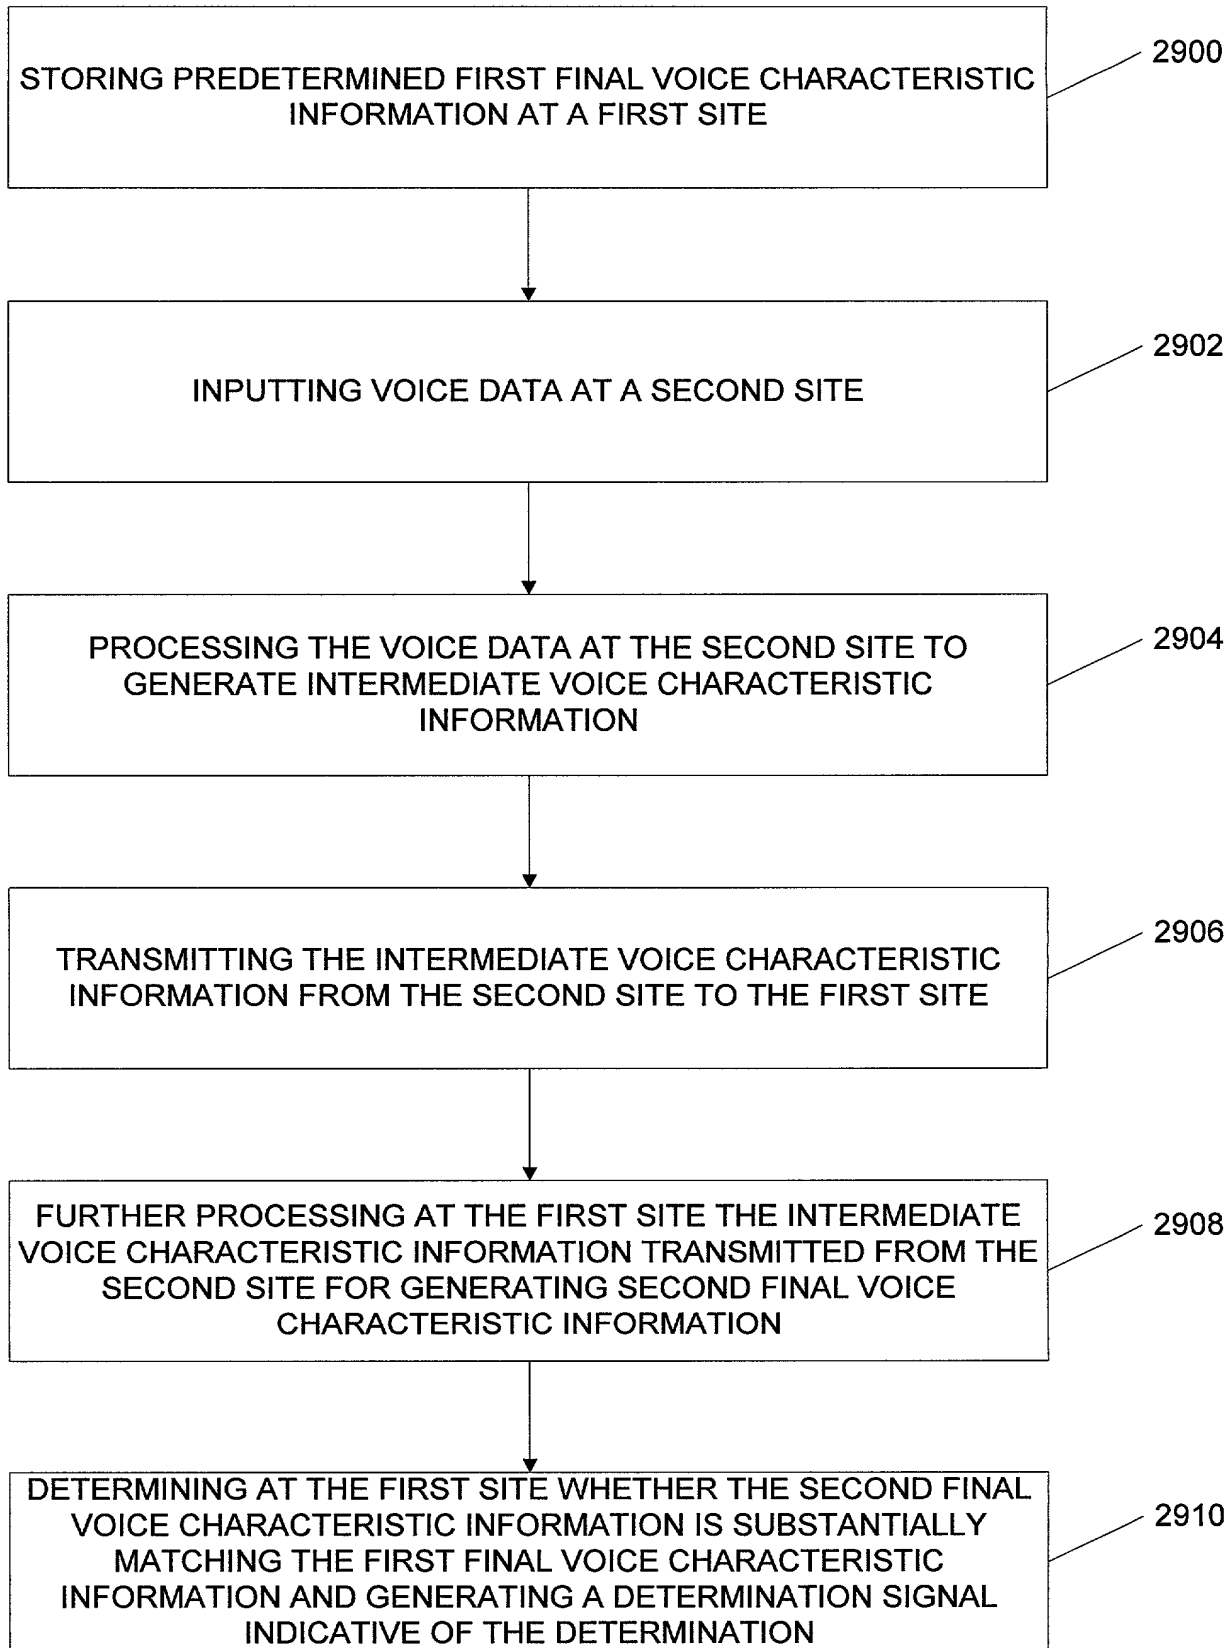 STORING PREDETERMINED FIRST FINAL VOICE CHARACTERISTIC
INFORMATION AT A FIRST SITE
2900
INPUTTING VOICE DATA AT A SECOND SITE
2902
PROCESSING THE VOICE DATA AT THE SECOND SITE TO
GENERATE INTERMEDIATE VOICE CHARACTERISTIC
INFORMATION
2904
TRANSMITTING THE INTERMEDIATE VOICE CHARACTERISTIC
INFORMATION FROM THE SECOND SITE TO THE FIRST SITE
2906
FURTHER PROCESSING AT THE FIRST SITE THE INTERMEDIATE
VOICE CHARACTERISTIC INFORMATION TRANSMITTED FROM THE
SECOND SITE FOR GENERATING SECOND FINAL VOICE
CHARACTERISTIC INFORMATION
2908
DETERMINING AT THE FIRST SITE WHETHER THE SECOND FINAL
VOICE CHARACTERISTIC INFORMATION IS SUBSTANTIALLY
MATCHING THE FIRST FINAL VOICE CHARACTERISTIC
INFORMATION AND GENERATING A DETERMINATION SIGNAL
INDICATIVE OF THE DETERMINATION
2910